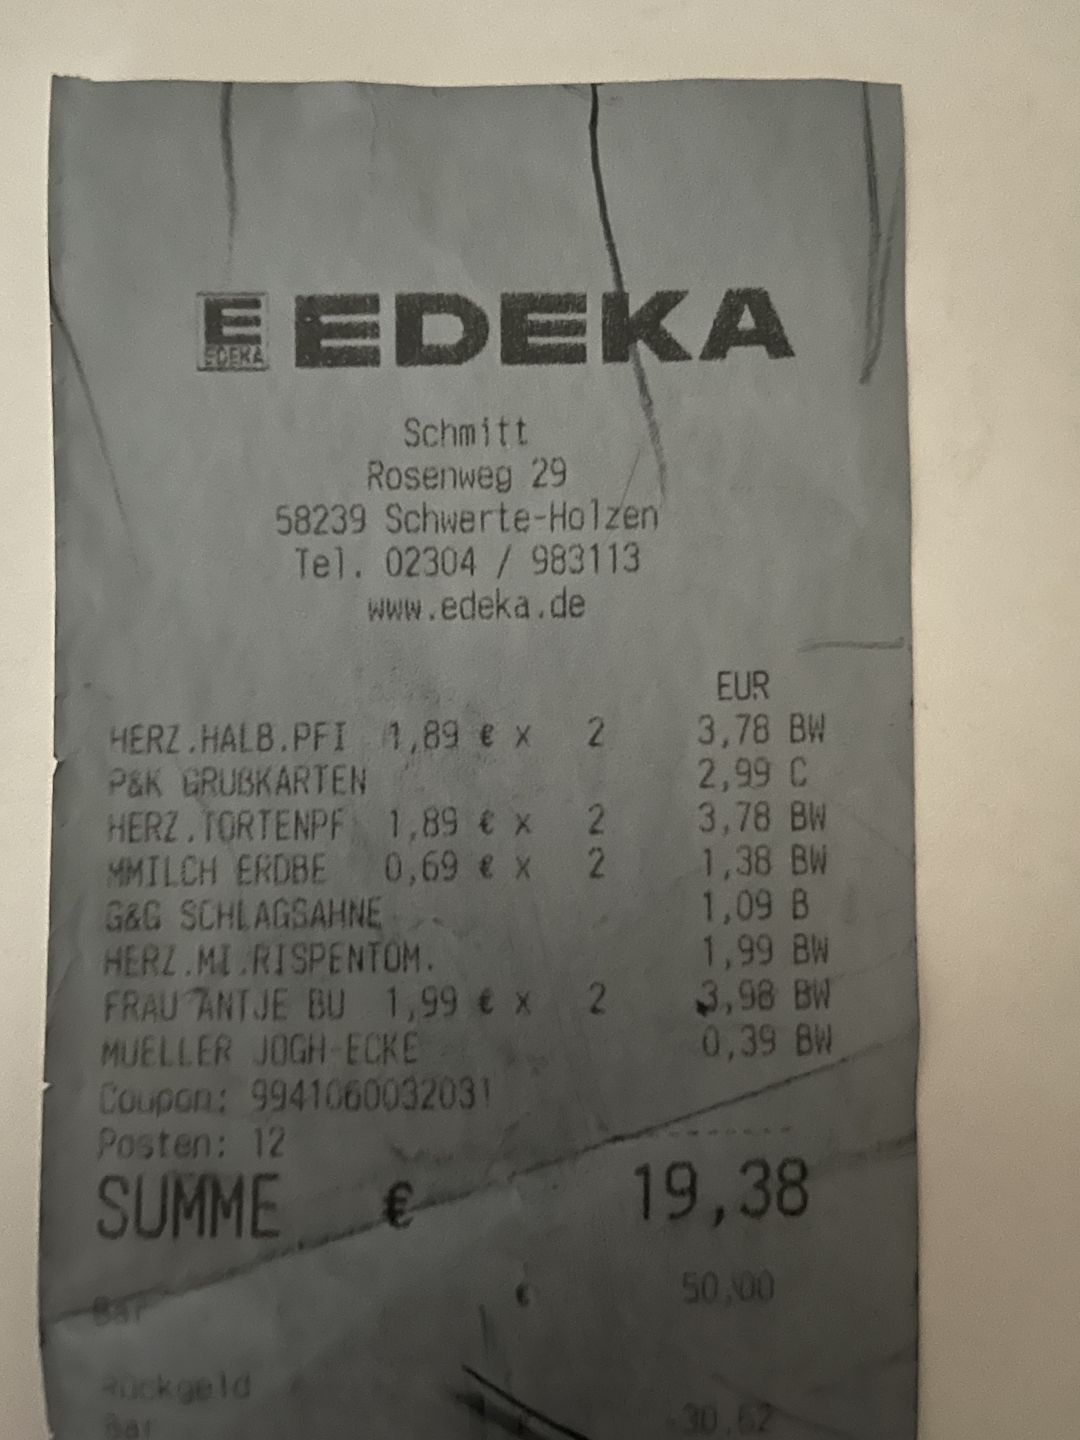 E EDEKA
EDEKA
Schmitt
Rosenweg 29
58239 Schwerte-Holzen
Tel. 02304 / 983113
www.edeka.de
EUR
HERZ.HALB.PFI 1,89 € x 2 3,78 BW
P&K GRUßKARTEN 2,99 C
HERZ.TORTENPF 1,89 € x 2 3,78 BW
MMILCH ERDBE 0,69 € x 2 1,38 BW
G&G SCHLAGSAHNE 1,09 B
HERZ.MI.RISPENTOM. 1,99 BW
FRAU ANTJE BU 1,99 € x 2 3,98 BW
MUELLER JOGH-ECKE 0,39 BW
Coupon: 9941060032031
Posten: 12
------
SUMME € 19,38
Bar € 50,00
Rückgeld
Bar -30,62